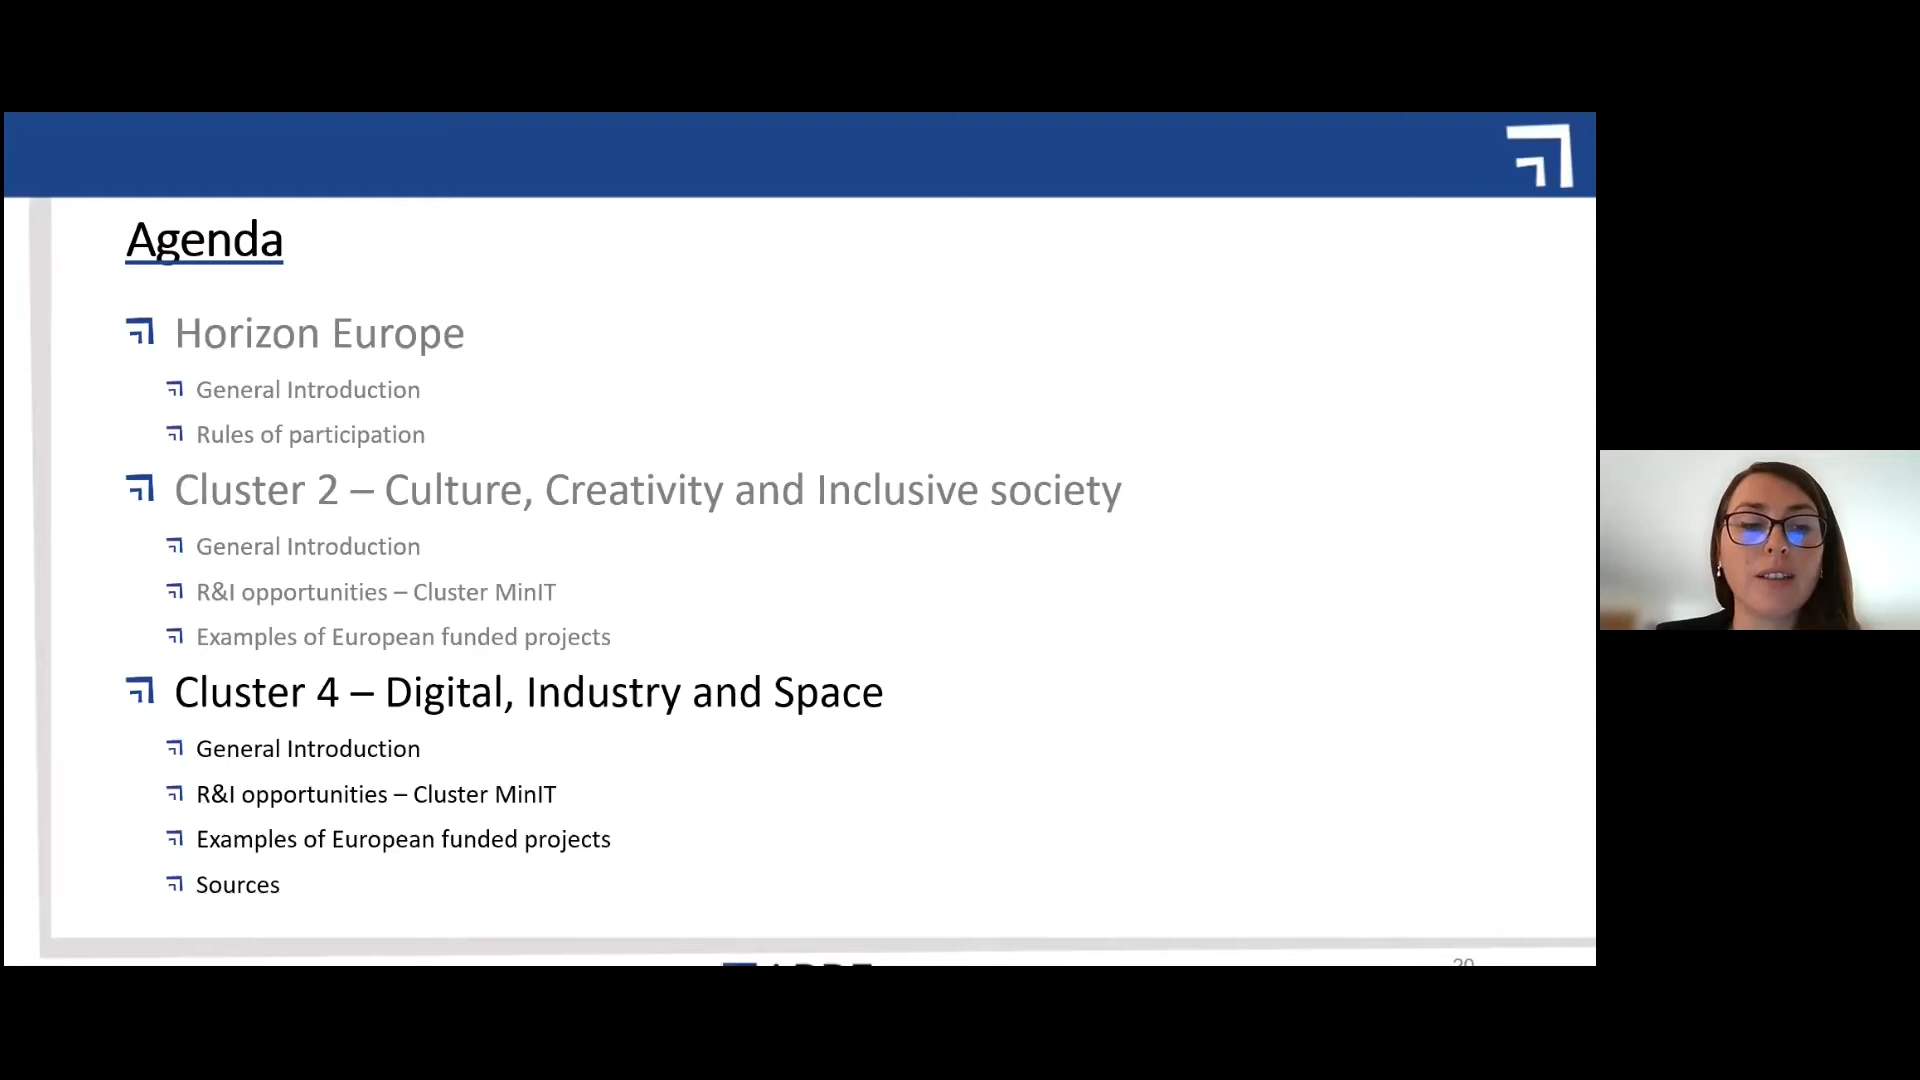 Agenda
Horizon Europe
General Introduction
Rules of participation
Cluster 2 – Culture, Creativity and Inclusive society
General Introduction
R&I opportunities – Cluster MinIT
Examples of European funded projects
Cluster 4 – Digital, Industry and Space
General Introduction
R&I opportunities – Cluster MinIT
Examples of European funded projects
Sources
20